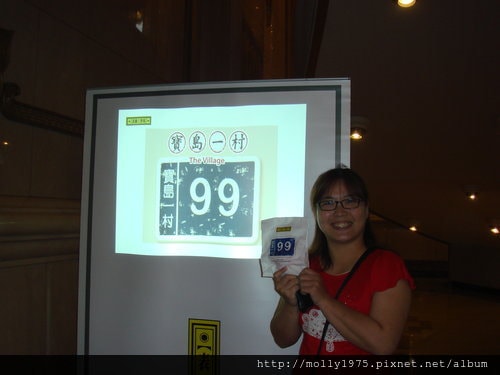 寶島一村
The Village
寶島一村
99
99
http://molly1975.pixnet.net/album